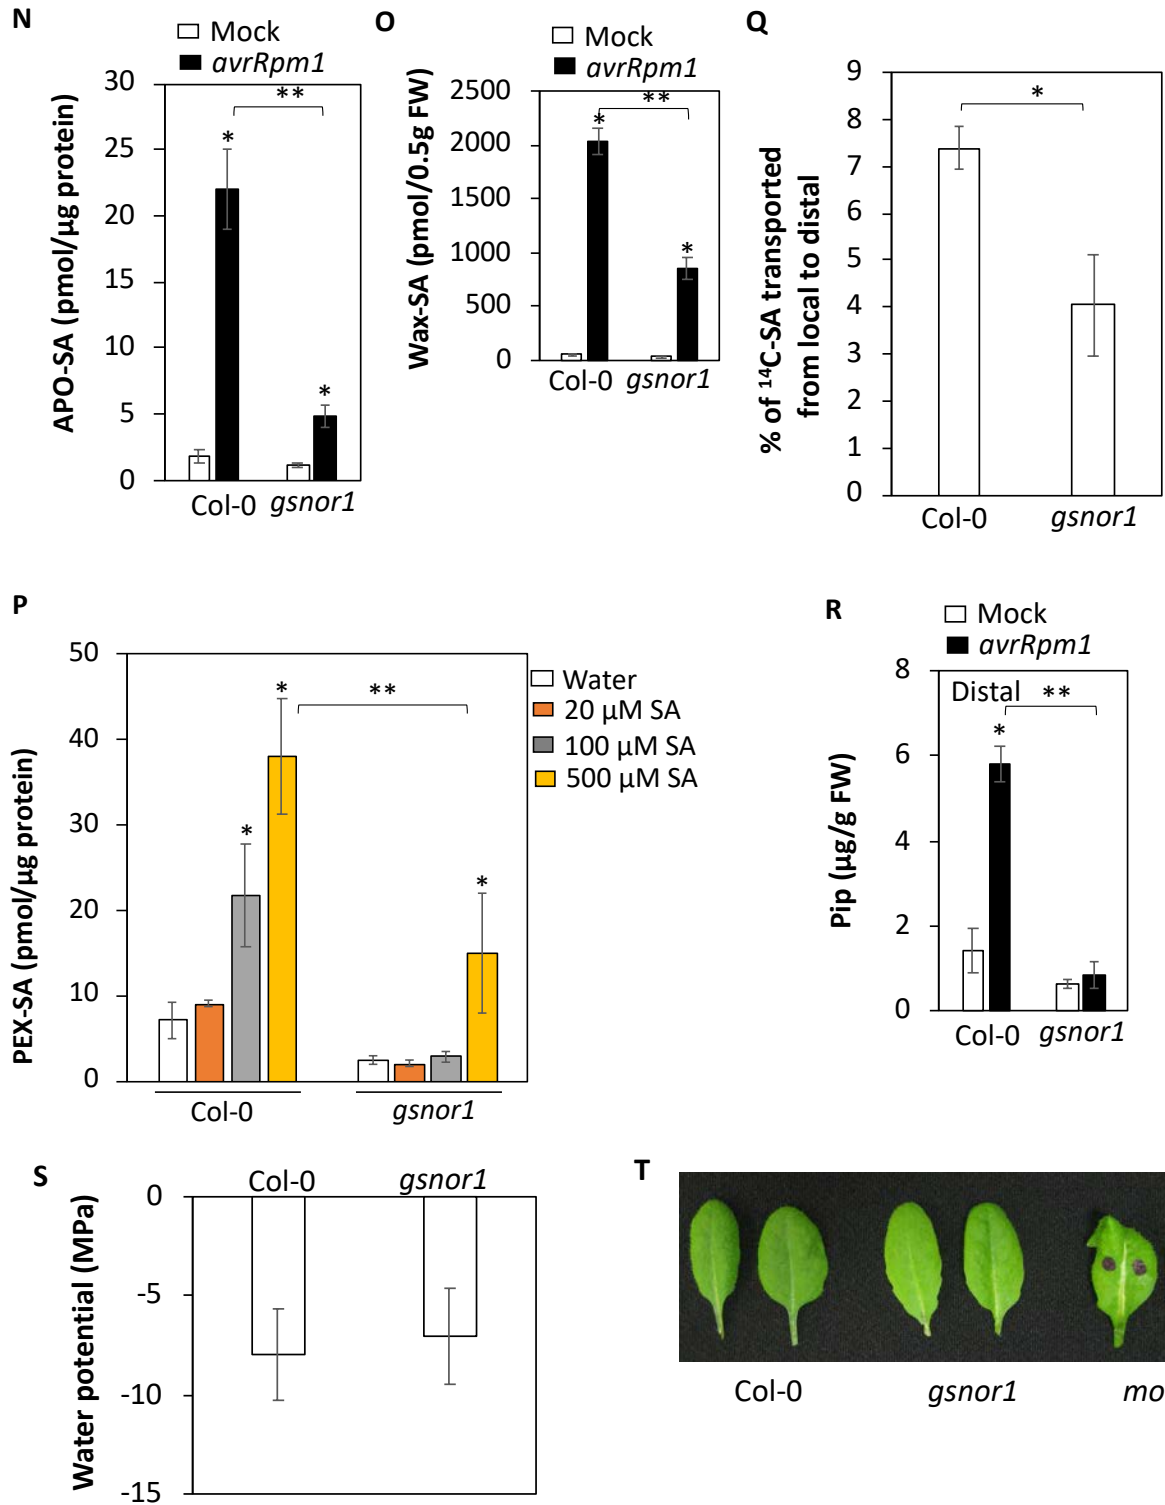 N
Mock
avrRpm1
APO-SA (pmol/µg protein)
30
25
20
15
10
5
0
**
*
*
Col-0 gsnor1
O
Mock
avrRpm1
Wax-SA (pmol/0.5g FW)
2500
2000
1500
1000
500
0
**
*
*
Col-0 gsnor1
Q
% of ¹⁴C-SA transported
from local to distal
9
8
7
6
5
4
3
2
1
0
*
Col-0 gsnor1
P
PEX-SA (pmol/µg protein)
50
40
30
20
10
0
*
*
**
*
Water
20 µM SA
100 µM SA
500 µM SA
Col-0 gsnor1
R
Mock
avrRpm1
Pip (µg/g FW)
8
6
4
2
0
Distal
**
*
Col-0 gsnor1
S
Col-0 gsnor1
Water potential (MPa)
0
-5
-10
-15
T
Col-0 gsnor1 mo